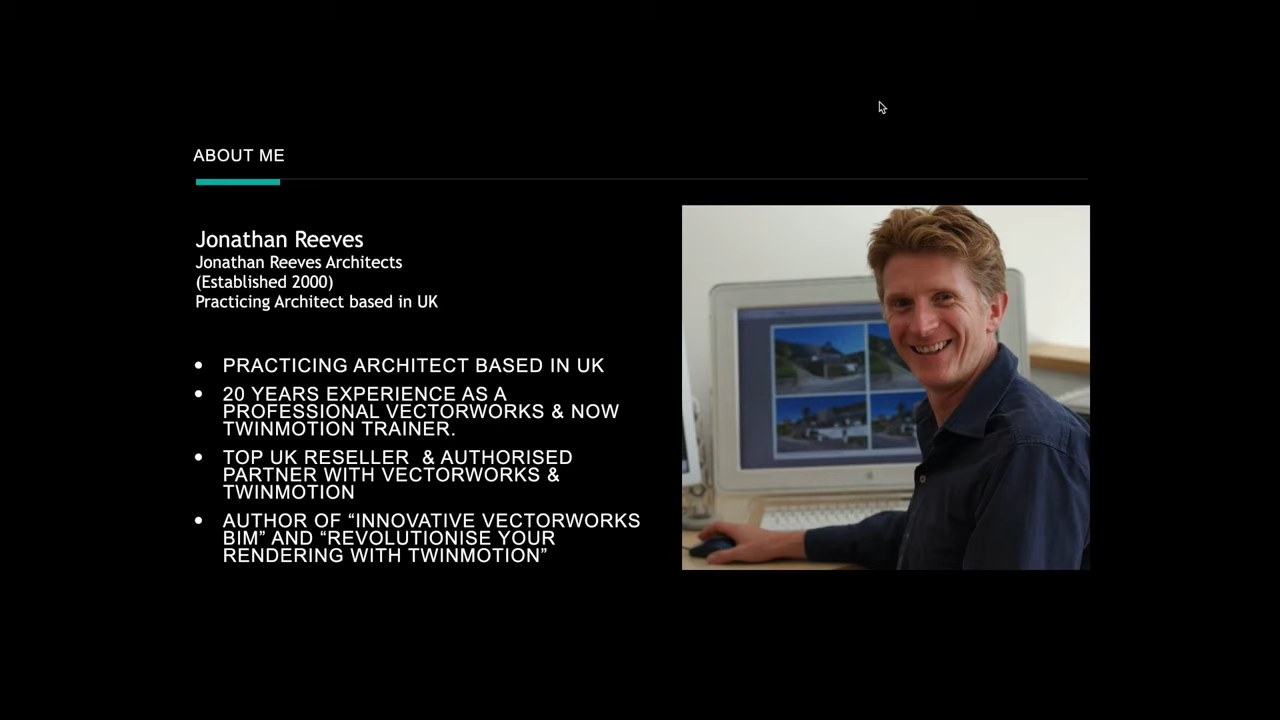 ABOUT ME
Jonathan Reeves
Jonathan Reeves Architects
(Established 2000)
Practicing Architect based in UK
• PRACTICING ARCHITECT BASED IN UK
• 20 YEARS EXPERIENCE AS A
PROFESSIONAL VECTORWORKS & NOW
TWINMOTION TRAINER.
• TOP UK RESELLER  & AUTHORISED
PARTNER WITH VECTORWORKS &
TWINMOTION
• AUTHOR OF “INNOVATIVE VECTORWORKS
BIM” AND “REVOLUTIONISE YOUR
RENDERING WITH TWINMOTION”